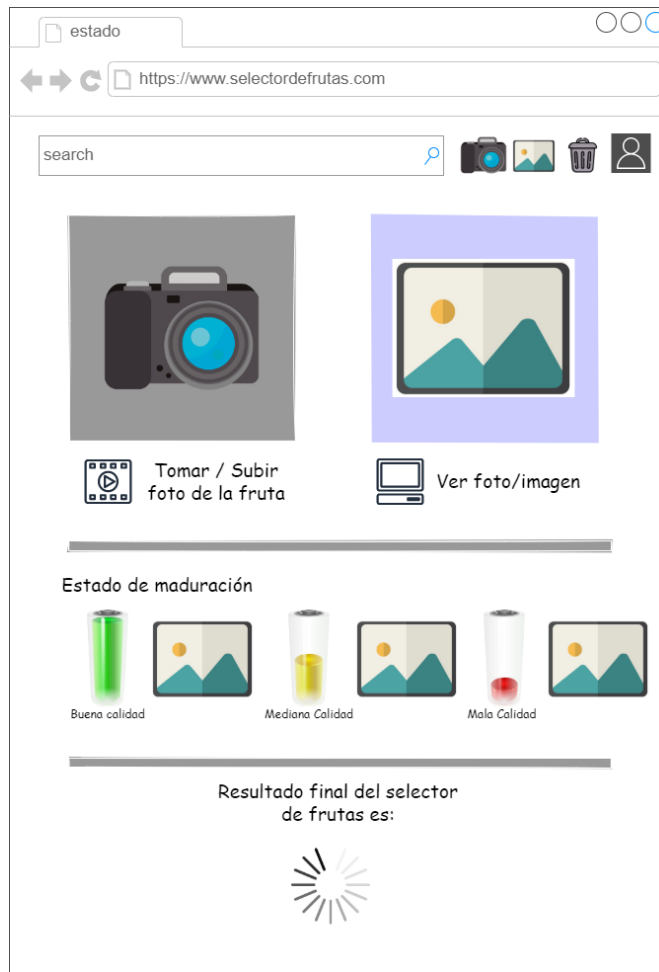 estado
https://www.selectordefrutas.com
search
Tomar / Subir
foto de la fruta
Ver foto/imagen
Estado de maduración
Buena calidad
Mediana Calidad
Mala Calidad
Resultado final del selector
de frutas es: